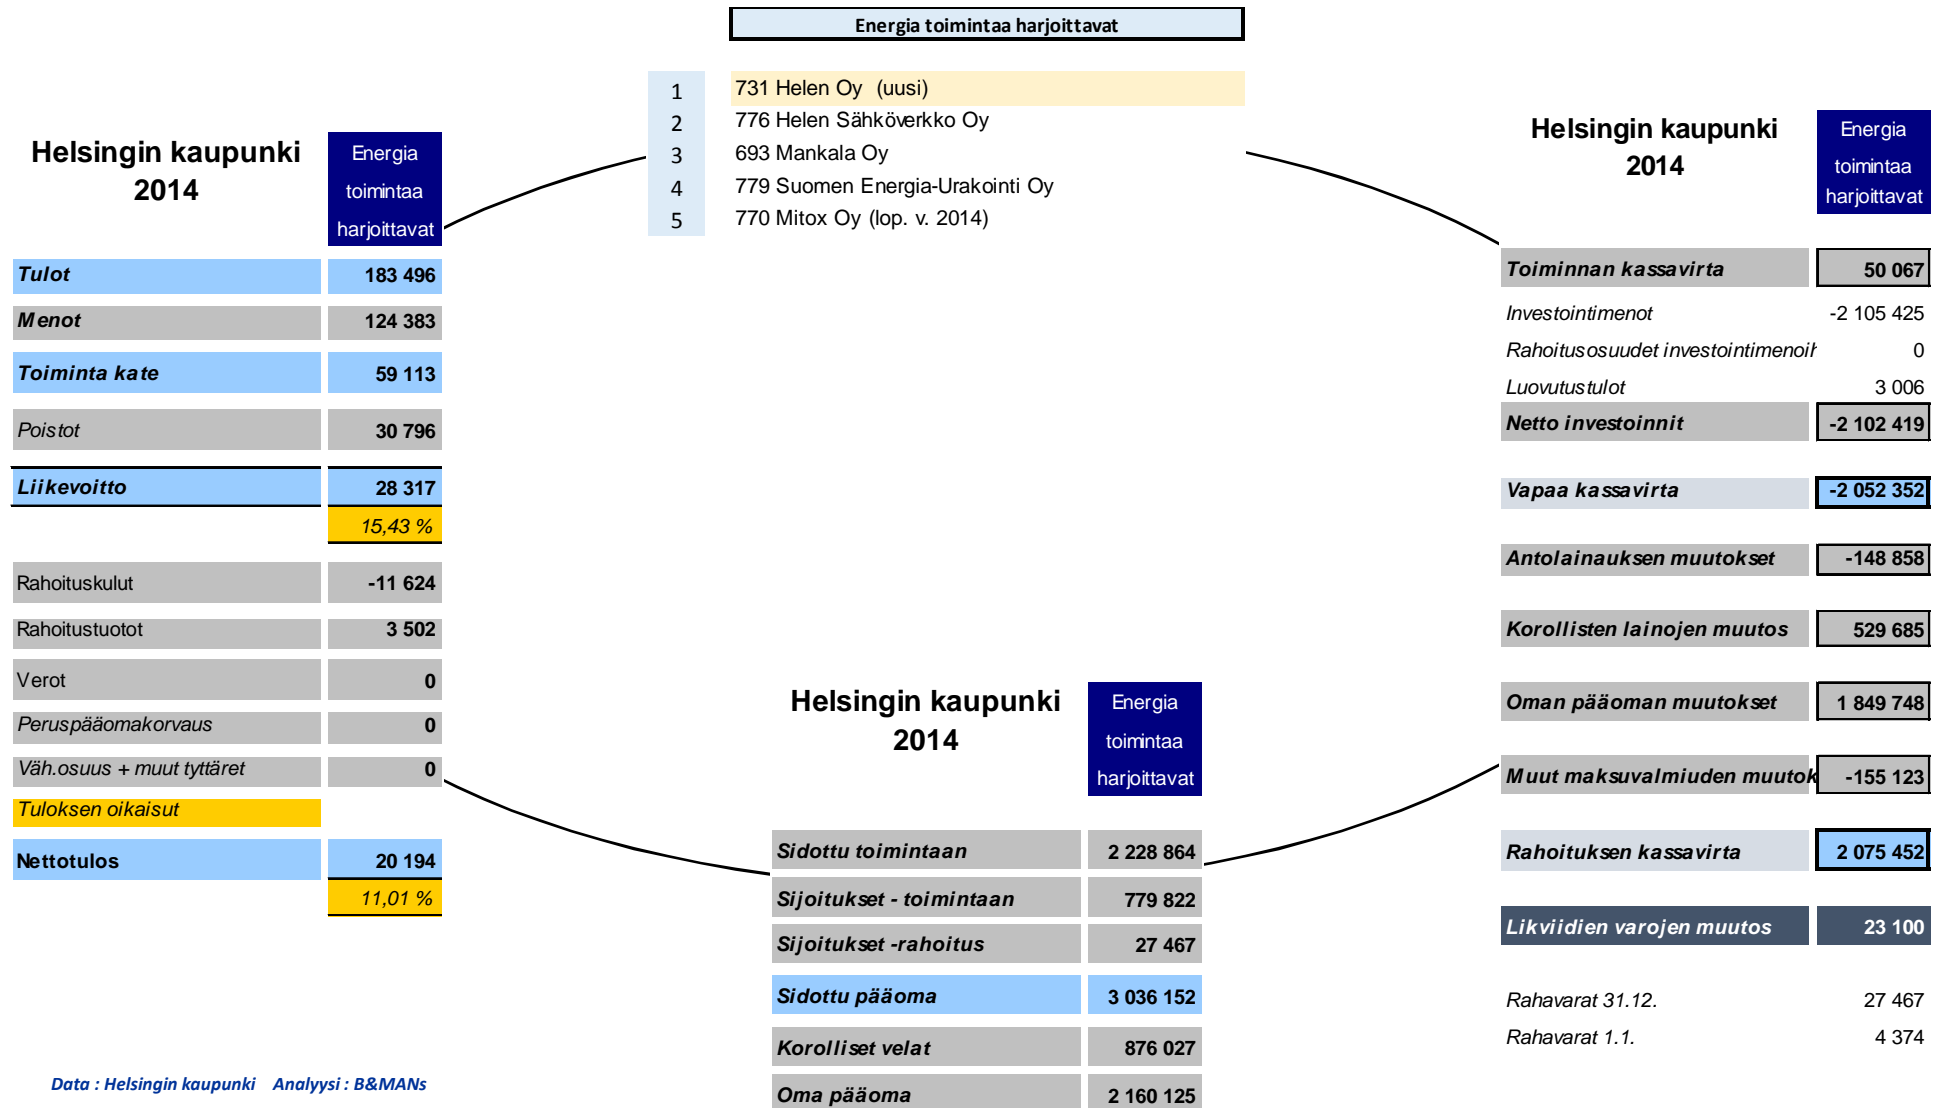 Energia toimintaa harjoittavat
1 731 Helen Oy (uusi)
2 776 Helen Sähköverkko Oy
3 693 Mankala Oy
4 779 Suomen Energia-Urakointi Oy
5 770 Mitox Oy (lop. v. 2014)
Helsingin kaupunki
2014
Energia
toimintaa
harjoittavat
Tulot 183 496
Menot 124 383
Toiminta kate 59 113
Poistot 30 796
Liikevoitto 28 317
15,43 %
Rahoituskulut -11 624
Rahoitustuotot 3 502
Verot 0
Peruspääomakorvaus 0
Väh.osuus + muut tyttäret 0
Tuloksen oikaisut
Nettotulos 20 194
11,01 %
Helsingin kaupunki
2014
Energia
toimintaa
harjoittavat
Sidottu toimintaan 2 228 864
Sijoitukset - toimintaan 779 822
Sijoitukset -rahoitus 27 467
Sidottu pääoma 3 036 152
Korolliset velat 876 027
Oma pääoma 2 160 125
Helsingin kaupunki
2014
Energia
toimintaa
harjoittavat
Toiminnan kassavirta 50 067
Investointimenot -2 105 425
Rahoitusosuudet investointimenoih 0
Luovutustulot 3 006
Netto investoinnit -2 102 419
Vapaa kassavirta -2 052 352
Antolainauksen muutokset -148 858
Korollisten lainojen muutos 529 685
Oman pääoman muutokset 1 849 748
Muut maksuvalmiuden muutok -155 123
Rahoituksen kassavirta 2 075 452
Likviidien varojen muutos 23 100
Rahavarat 31.12. 27 467
Rahavarat 1.1. 4 374
Data : Helsingin kaupunki Analyysi : B&MANs